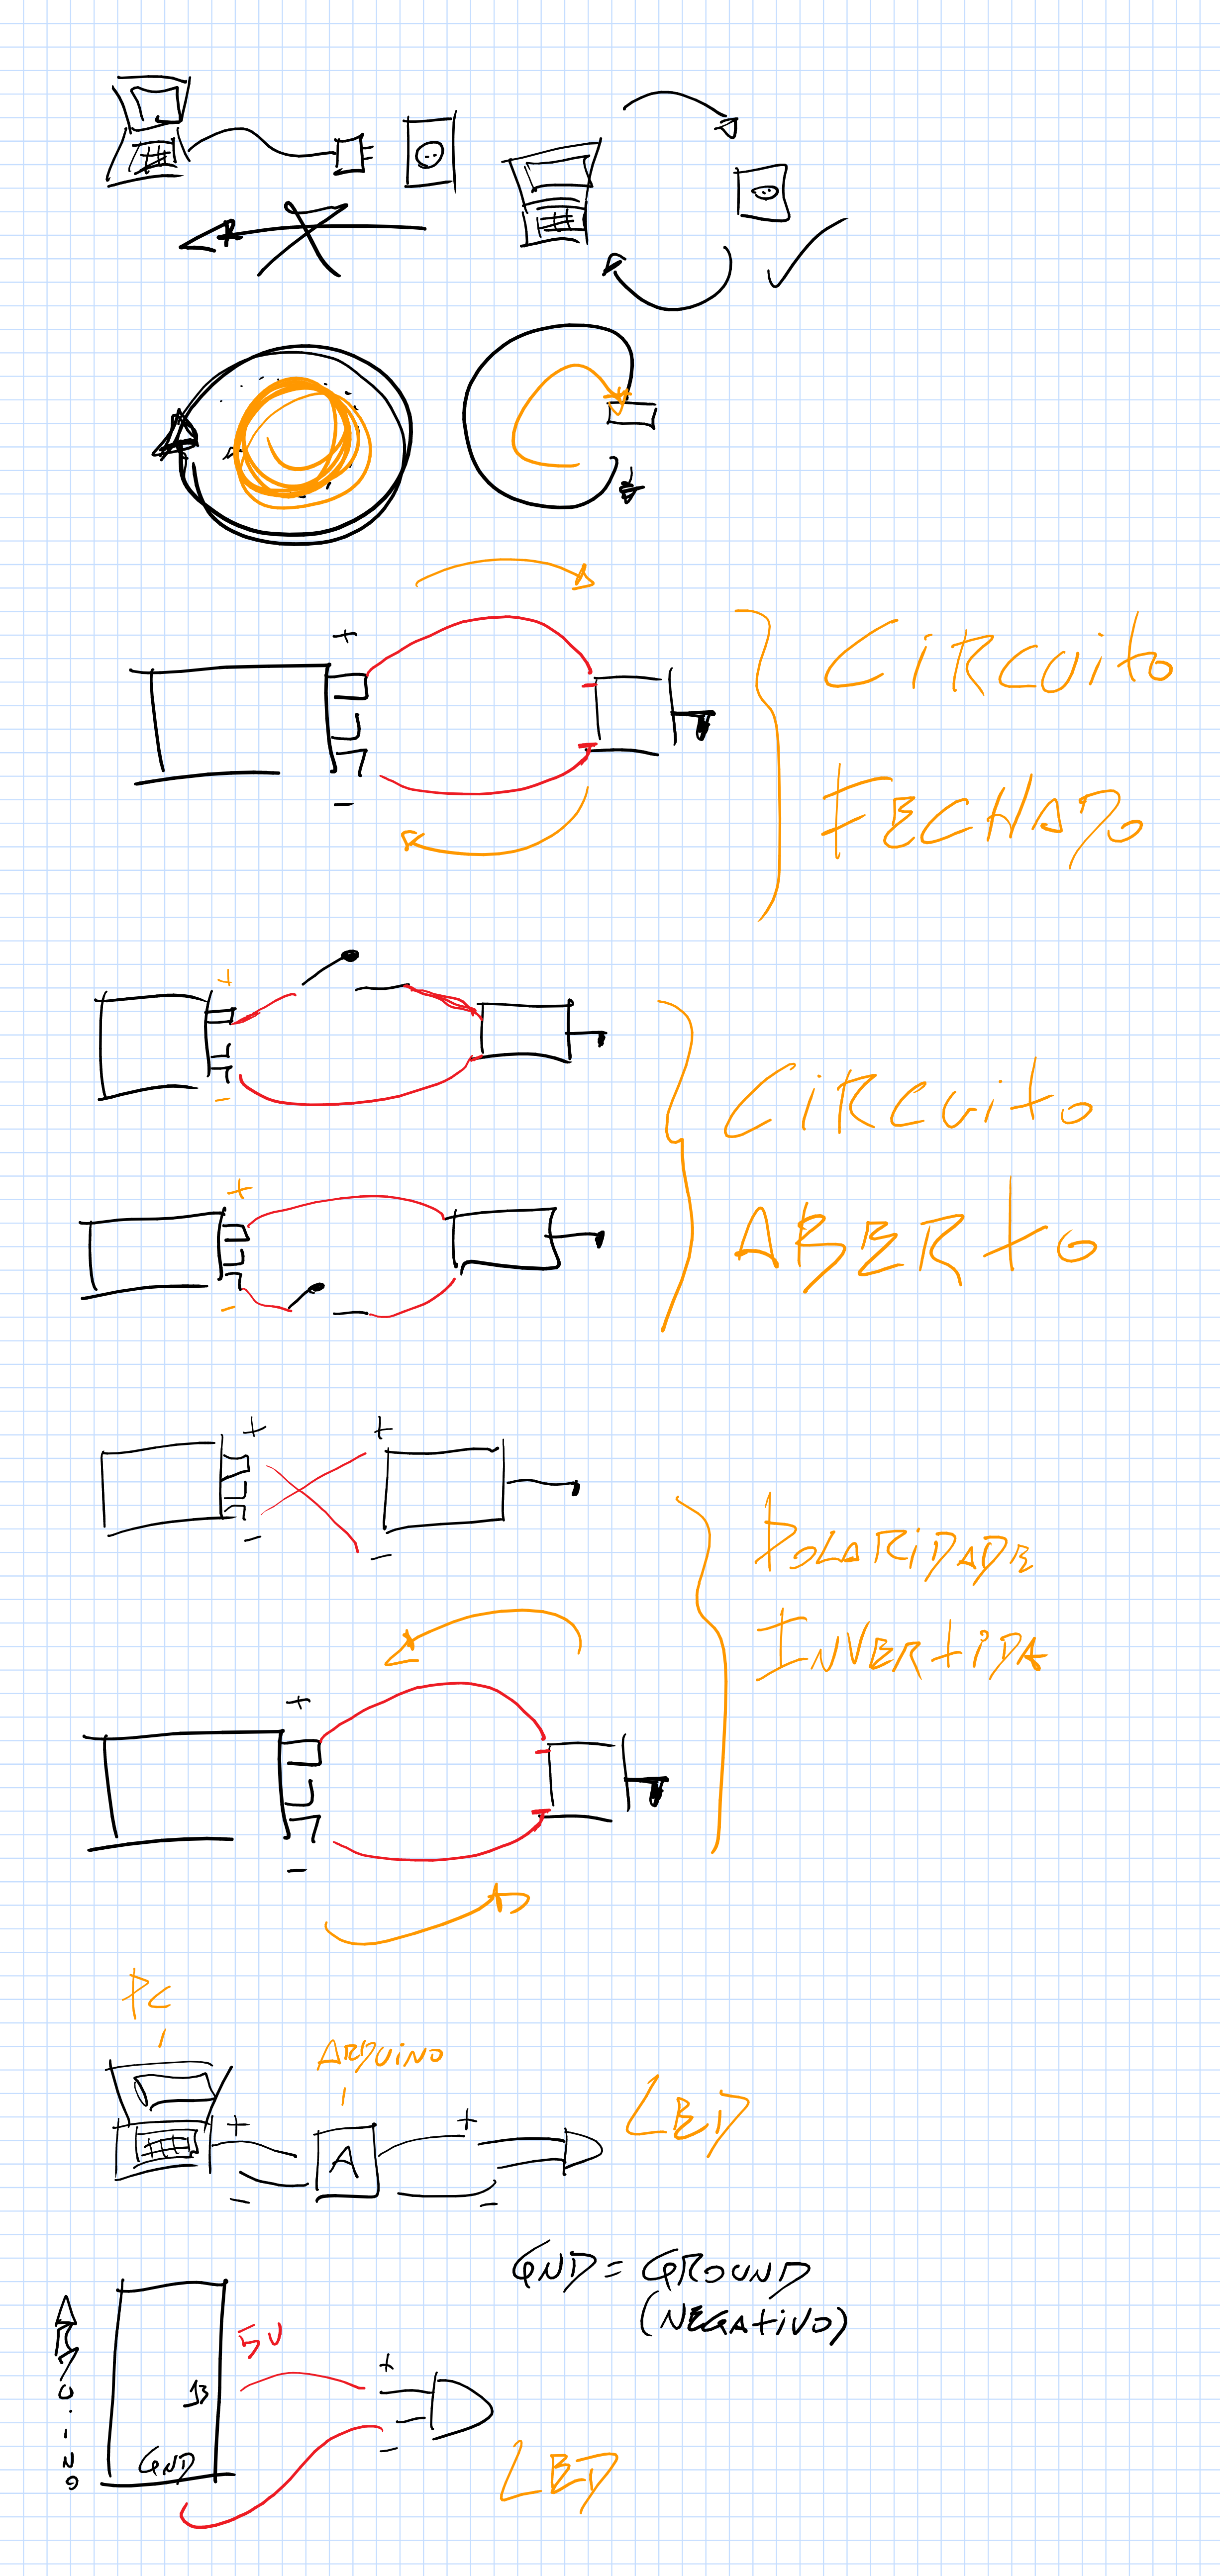 +
CiRCUito
FECHADO
-
+
-
CiRCUito
ABERto
+
-
+ +
- -
POLARiDADE
INVERtiDA
+
-
PC
ARDUiNO
LED
+ +
A
- -
GND = GROUND
(NEGAtiVO)
ARDUiNO
5V
+
13
-
GND
LED